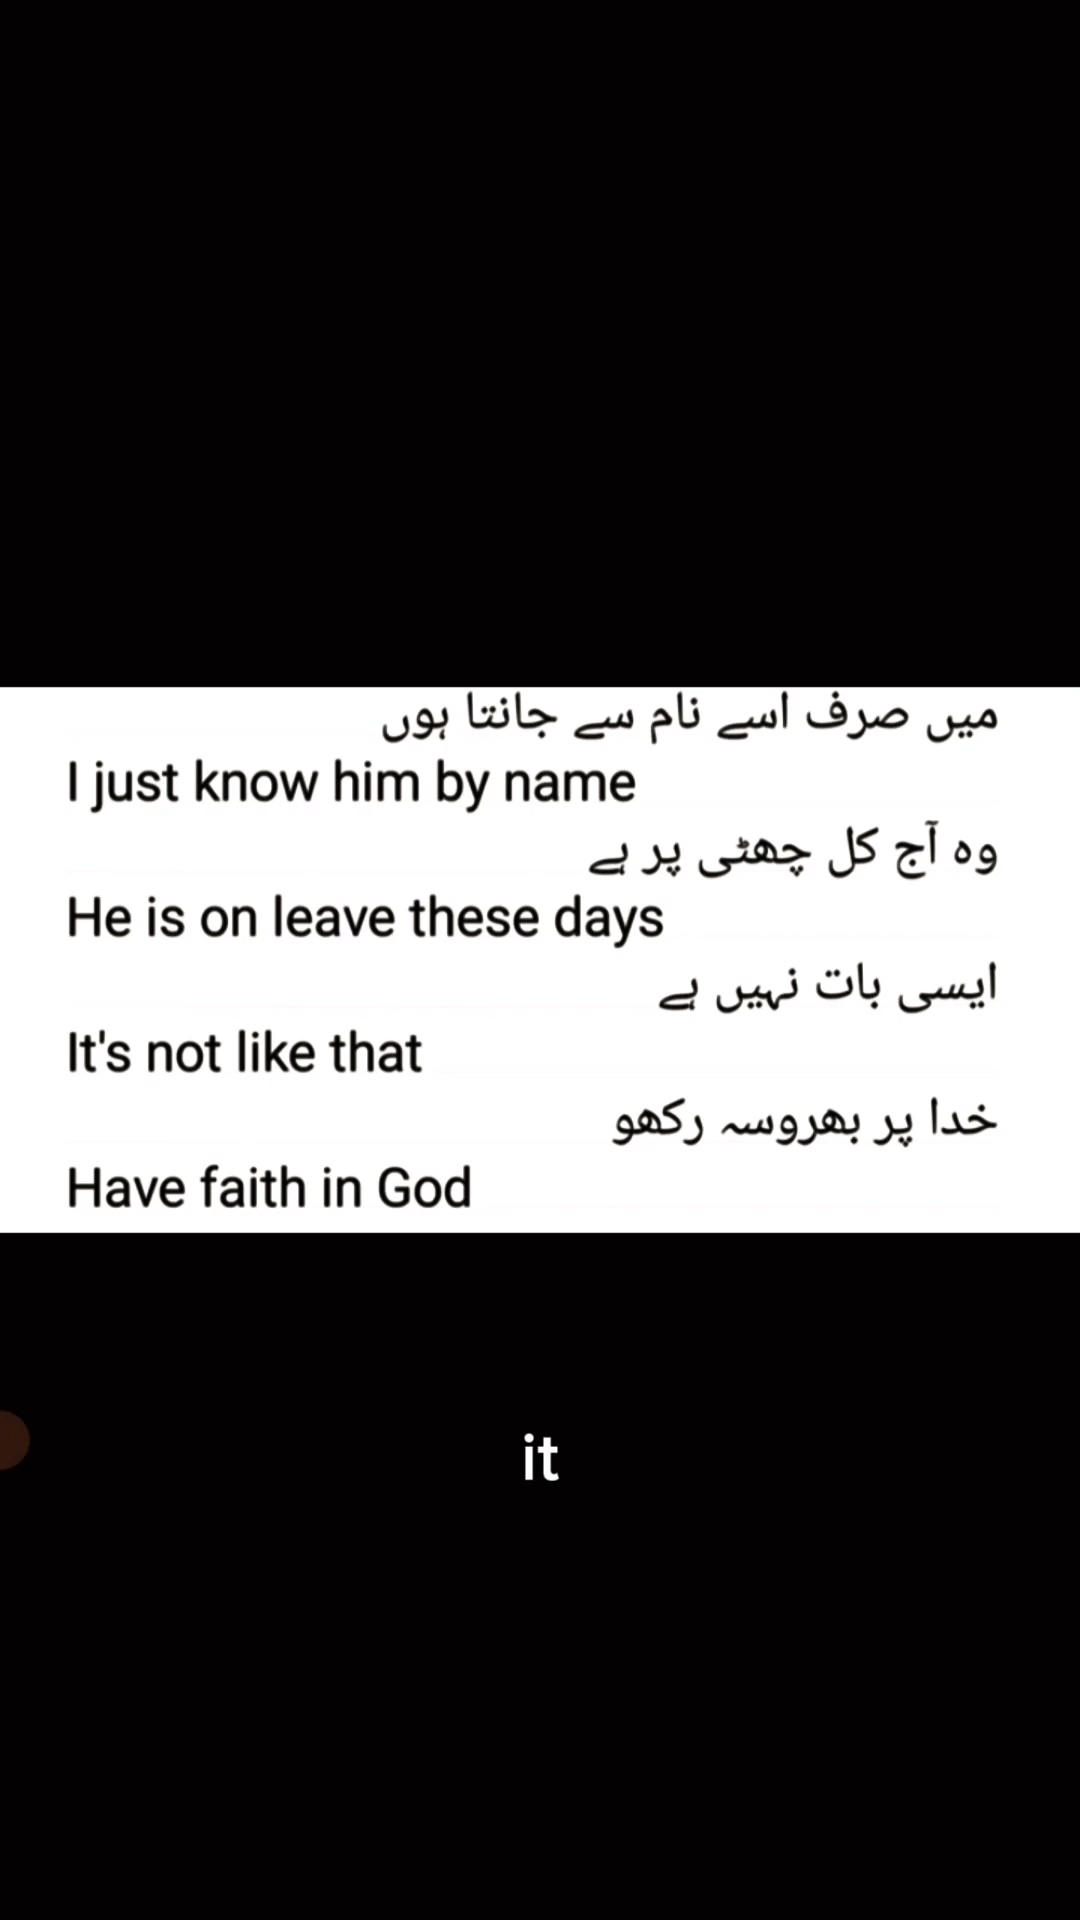 میں صرف اسے نام سے جانتا ہوں
I just know him by name
وہ آج کل چھٹی پر ہے
He is on leave these days
ایسی بات نہیں ہے
It's not like that
خدا پر بھروسہ رکھو
Have faith in God
it